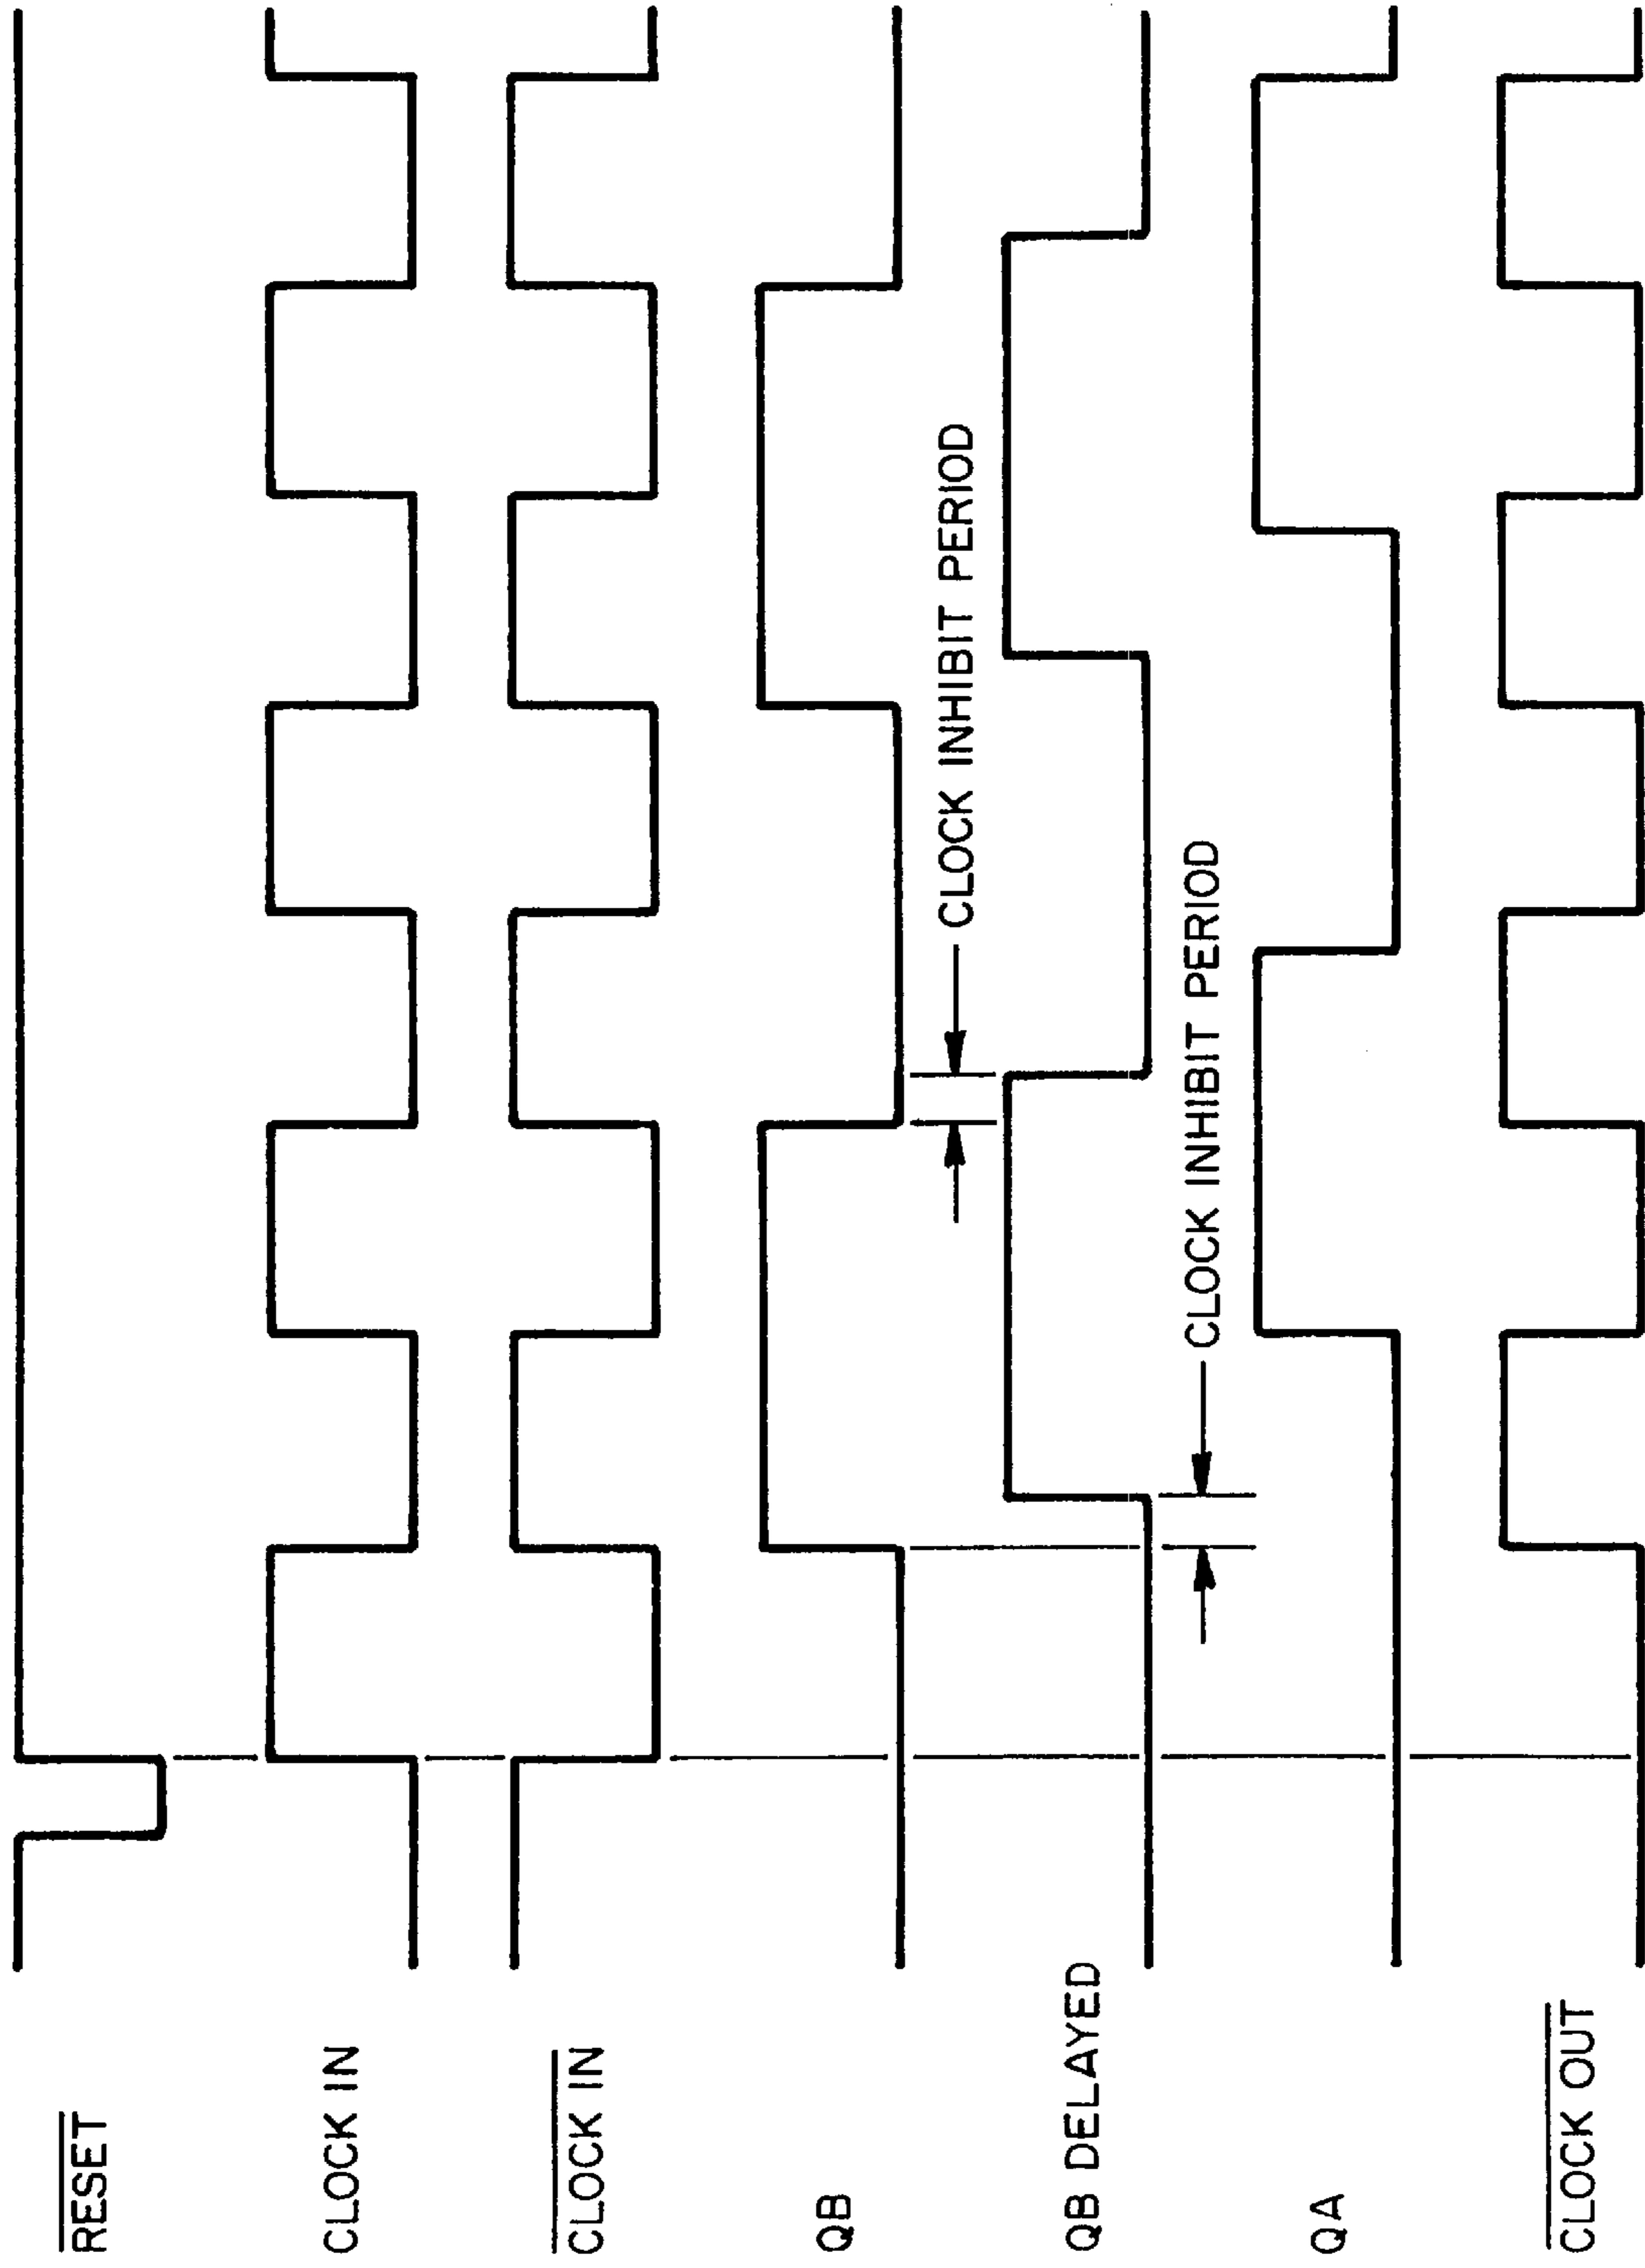 RESET
CLOCK IN
CLOCK IN
QB
CLOCK INHIBIT PERIOD
QB DELAYED
CLOCK INHIBIT PERIOD
QA
CLOCK OUT